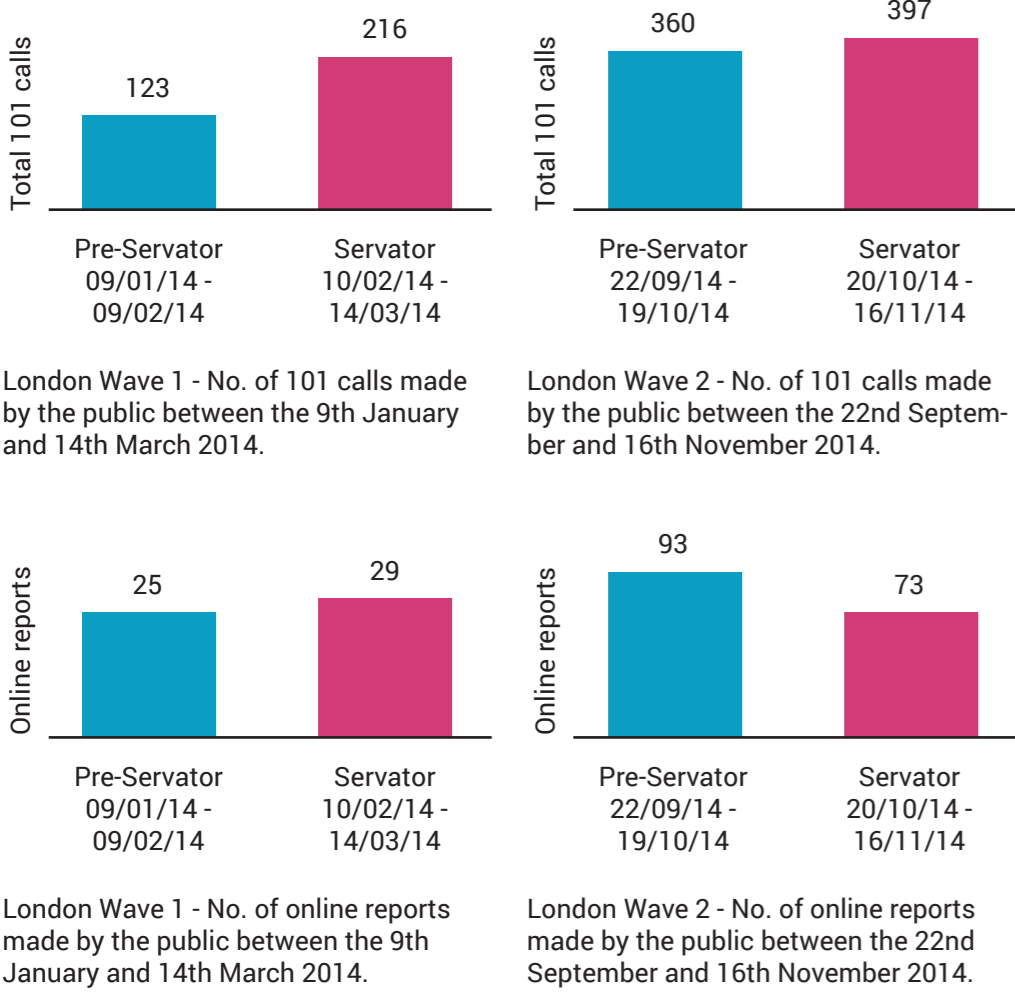 Total 101 calls
123
216
Pre-Servator
09/01/14 -
09/02/14
Servator
10/02/14 -
14/03/14
London Wave 1 - No. of 101 calls made
by the public between the 9th January
and 14th March 2014.
Total 101 calls
360
397
Pre-Servator
22/09/14 -
19/10/14
Servator
20/10/14 -
16/11/14
London Wave 2 - No. of 101 calls made
by the public between the 22nd Septem-
ber and 16th November 2014.
Online reports
25
29
Pre-Servator
09/01/14 -
09/02/14
Servator
10/02/14 -
14/03/14
London Wave 1 - No. of online reports
made by the public between the 9th
January and 14th March 2014.
Online reports
93
73
Pre-Servator
22/09/14 -
19/10/14
Servator
20/10/14 -
16/11/14
London Wave 2 - No. of online reports
made by the public between the 22nd
September and 16th November 2014.